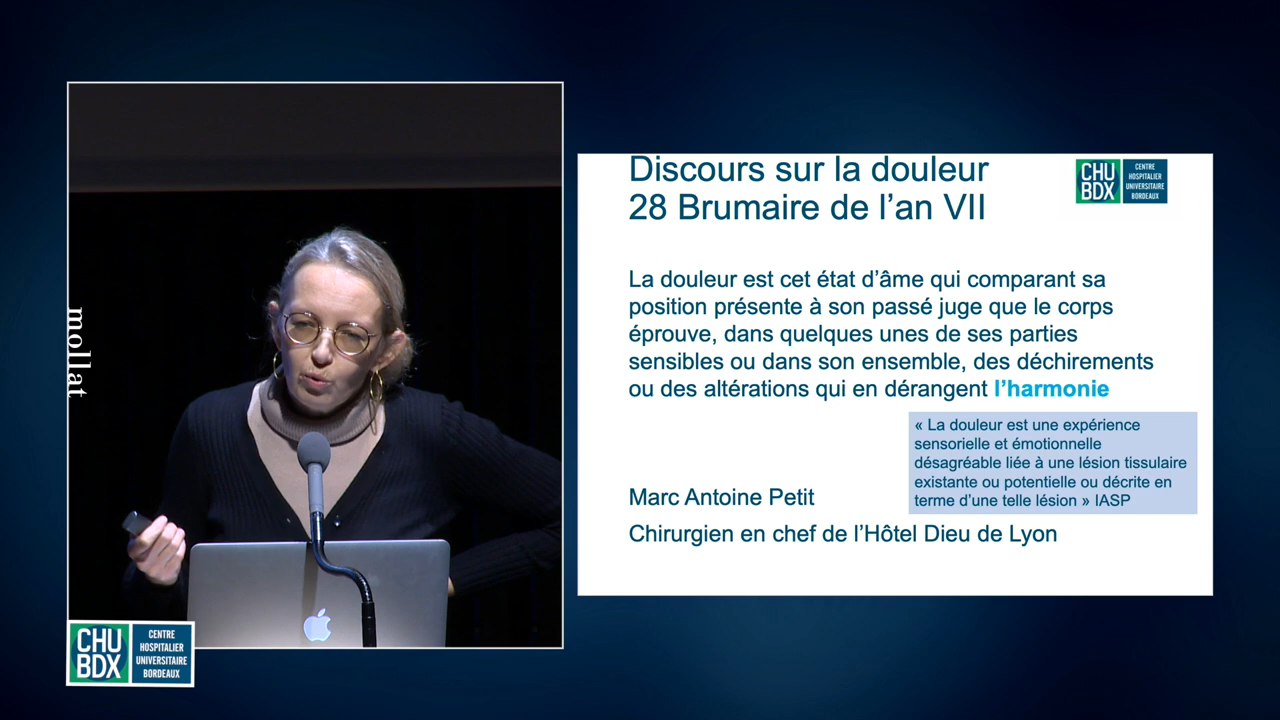 mollat
CHU
BDX
CENTRE
HOSPITALIER
UNIVERSITAIRE
BORDEAUX
Discours sur la douleur
28 Brumaire de l’an VII
CHU
BDX
CENTRE
HOSPITALIER
UNIVERSITAIRE
BORDEAUX
La douleur est cet état d’âme qui comparant sa
position présente à son passé juge que le corps
éprouve, dans quelques unes de ses parties
sensibles ou dans son ensemble, des déchirements
ou des altérations qui en dérangent l’harmonie
« La douleur est une expérience
sensorielle et émotionnelle
désagréable liée à une lésion tissulaire
existante ou potentielle ou décrite en
terme d’une telle lésion » IASP
Marc Antoine Petit
Chirurgien en chef de l’Hôtel Dieu de Lyon